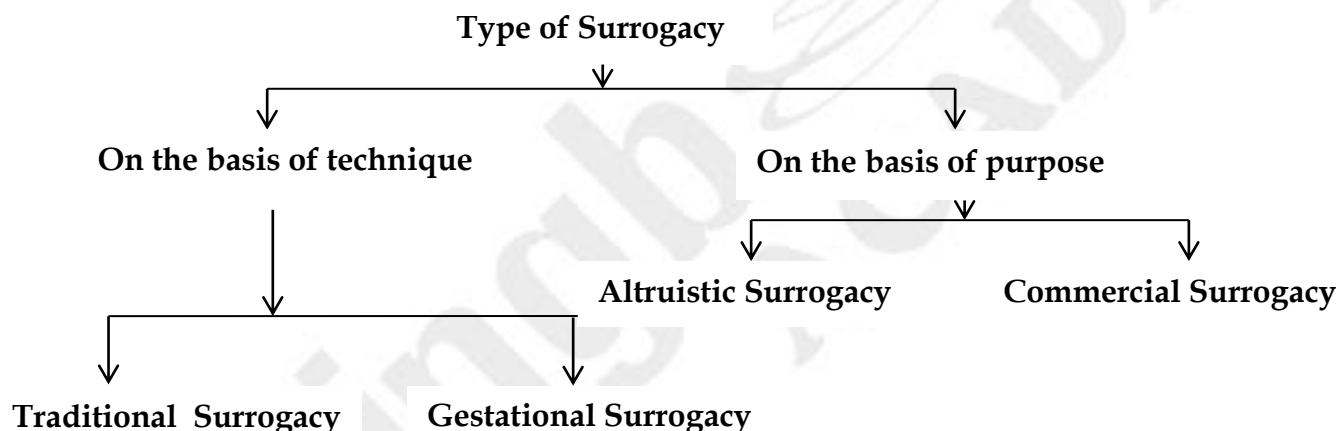 Type of Surrogacy
On the basis of technique
On the basis of purpose
Altruistic Surrogacy
Commercial Surrogacy
Traditional Surrogacy
Gestational Surrogacy